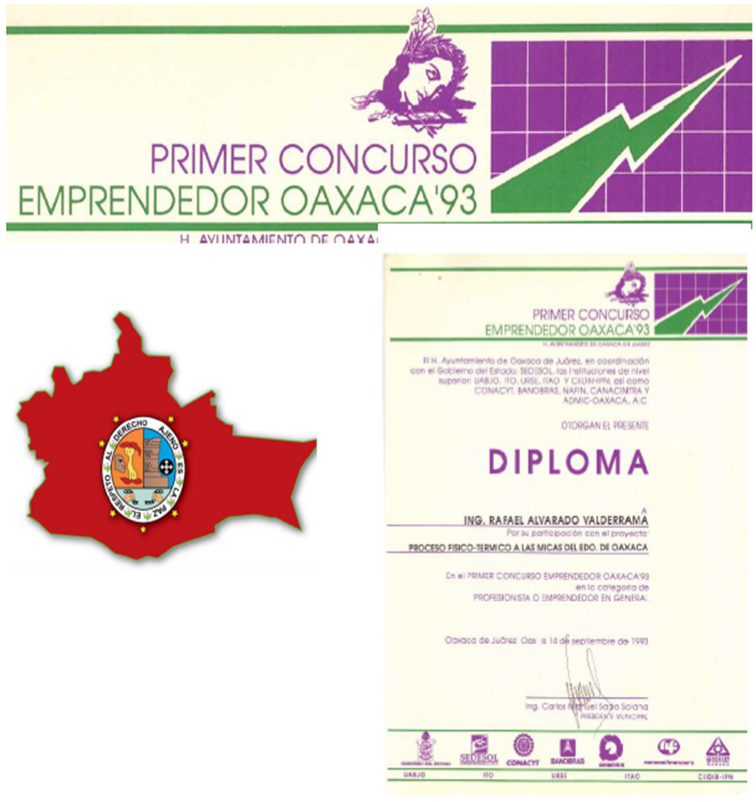 PRIMER CONCURSO
EMPRENDEDOR OAXACA'93
H. AYUNTAMIENTO DE OAXAC
EL RESPETO AL DERECHO AJENO ES LA PAZ
PRIMER CONCURSO
EMPRENDEDOR OAXACA'93
H. AYUNTAMIENTO DE OAXACA DE JUAREZ
El H. Ayuntamiento de Oaxaca de Juárez, en coordinación
con el Gobierno del Estado, SEDESOL, las Instituciones de nivel
superior: UABJO, ITO, URSE, ITAO Y CIIDIR-IPN, así como
CONACYT, BANOBRAS, NAFIN, CANACINTRA Y
ADMIC-OAXACA, A.C.
OTORGAN EL PRESENTE
DIPLOMA
A
ING. RAFAEL ALVARADO VALDERRAMA
Por su participación con el proyecto:
PROCESO FISICO-TERMICO A LAS MICAS DEL EDO. DE OAXACA
En el PRIMER CONCURSO EMPRENDEDOR OAXACA'93
en la categoría de
PROFESIONISTA O EMPRENDEDOR EN GENERAL
Oaxaca de Juárez Oax. a 14 de septiembre de 1993
Ing. Carlos Manuel Sada Solana
PRESIDENTE MUNICIPAL
GOBIERNO DEL ESTADO
SEDESOL
CONACYT
BANOBRAS
UABJO ITO URSE ITAO CIIDIR-IPN